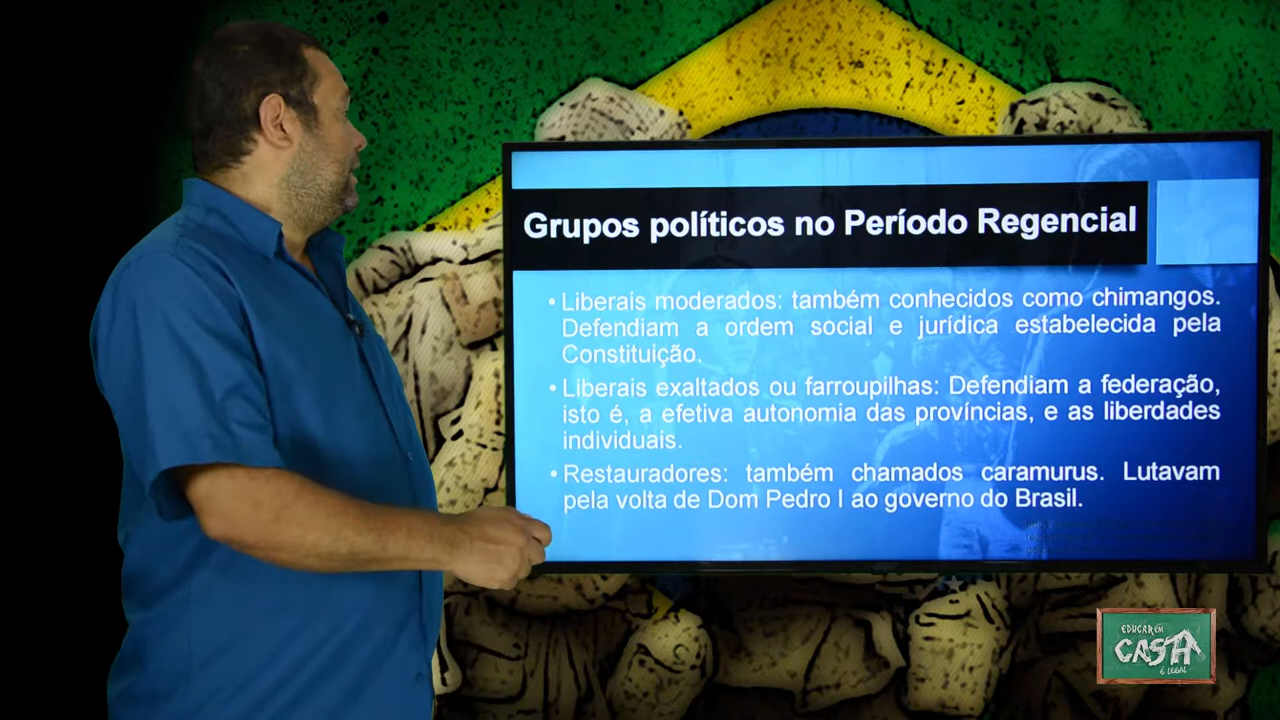 Grupos políticos no Período Regencial
• Liberais moderados: também conhecidos como chimangos.
Defendiam a ordem social e jurídica estabelecida pela
Constituição.
• Liberais exaltados ou farroupilhas: Defendiam a federação,
isto é, a efetiva autonomia das províncias, e as liberdades
individuais.
• Restauradores: também chamados caramurus. Lutavam
pela volta de Dom Pedro I ao governo do Brasil.
EDUCAR EM
CASA
É LEGAL